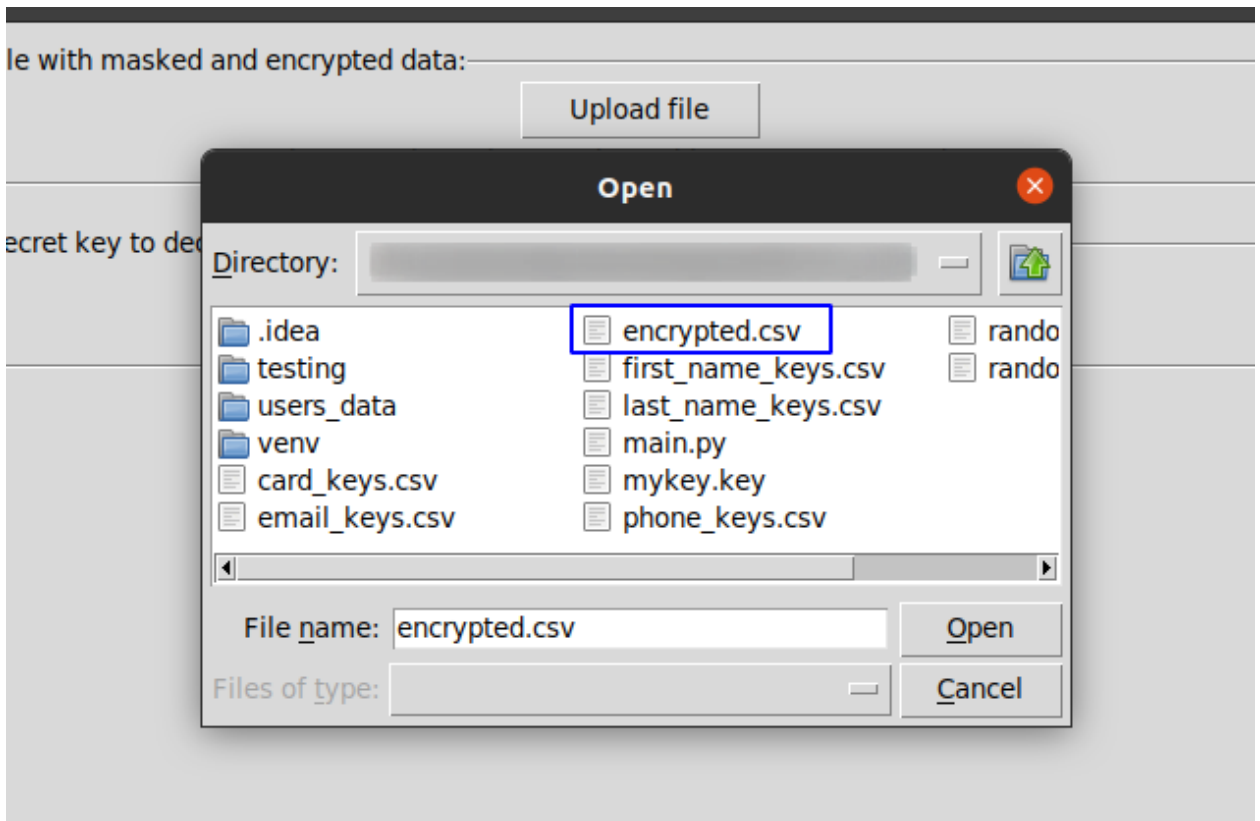 le with masked and encrypted data:
Upload file
Open
ecret key to dec
Directory:
.idea
testing
users_data
venv
card_keys.csv
email_keys.csv
encrypted.csv
first_name_keys.csv
last_name_keys.csv
main.py
mykey.key
phone_keys.csv
rando
rando
File name: encrypted.csv
Open
Files of type:
Cancel